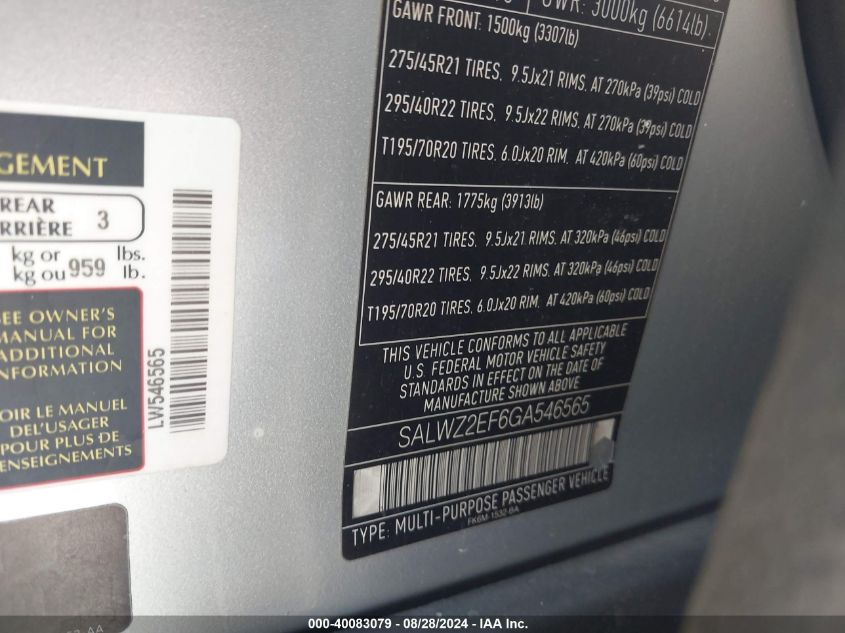 GEMENT
REAR
RRIÈRE 3
kg or lbs.
kg ou 959 lb.
SEE OWNER'S
MANUAL FOR
ADDITIONAL
NFORMATION
OIR LE MANUEL
DEL'USAGER
POUR PLUS DE
ENSEIGNEMENTS
LW546565
3000kg (6614lb)
GAWR FRONT: 1500kg (3307lb)
275/45R21 TIRES, 9.5Jx21 RIMS, AT 270kPa (39psi) COLD
295/40R22 TIRES, 9.5Jx22 RIMS, AT 270kPa (39psi) COLD
T195/70R20 TIRES, 6.0Jx20 RIM, AT 420kPa (60psi) COLD
GAWR REAR: 1775kg (3913lb)
275/45R21 TIRES, 9.5Jx21 RIMS, AT 320kPa (46psi) COLD
295/40R22 TIRES, 9.5Jx22 RIMS, AT 320kPa (46psi) COLD
T195/70R20 TIRES, 6.0Jx20 RIM, AT 420kPa (60psi) COLD
THIS VEHICLE CONFORMS TO ALL APPLICABLE
U.S. FEDERAL MOTOR VEHICLE SAFETY
STANDARDS IN EFFECT ON THE DATE OF
MANUFACTURE SHOWN ABOVE
SALWZ2EF6GA546565
TYPE: MULTI-PURPOSE PASSENGER VEHICLE
FK6M-1532-BA
000-40083079 - 08/28/2024 - IAA Inc.